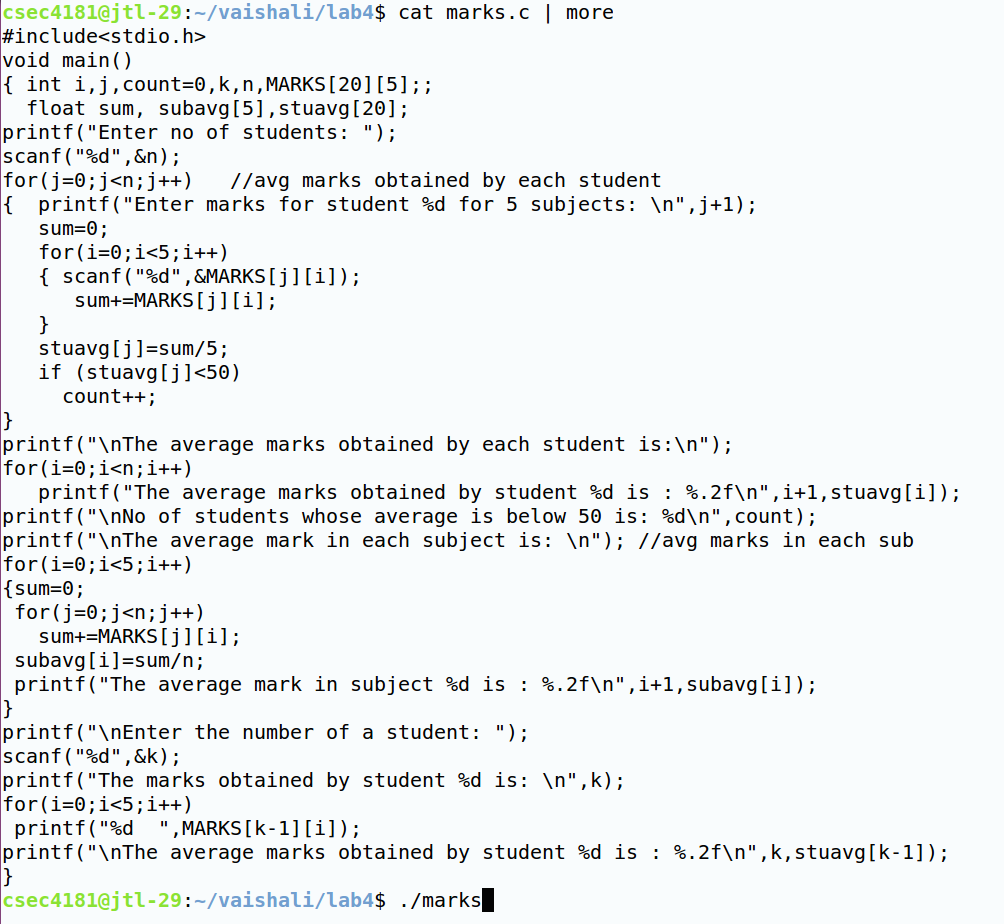 csec4181@jtl-29:~/vaishali/lab4$ cat marks.c | more
#include<stdio.h>
void main()
{ int i,j,count=0,k,n,MARKS[20][5];;
  float sum, subavg[5],stuavg[20];
printf("Enter no of students: ");
scanf("%d",&n);
for(j=0;j<n;j++)   //avg marks obtained by each student
{  printf("Enter marks for student %d for 5 subjects: \n",j+1);
   sum=0;
   for(i=0;i<5;i++)
   { scanf("%d",&MARKS[j][i]);
      sum+=MARKS[j][i];
   }
   stuavg[j]=sum/5;
   if (stuavg[j]<50)
     count++;
}
printf("\nThe average marks obtained by each student is:\n");
for(i=0;i<n;i++)
   printf("The average marks obtained by student %d is : %.2f\n",i+1,stuavg[i]);
printf("\nNo of students whose average is below 50 is: %d\n",count);
printf("\nThe average mark in each subject is: \n"); //avg marks in each sub
for(i=0;i<5;i++)
{sum=0;
 for(j=0;j<n;j++)
   sum+=MARKS[j][i];
 subavg[i]=sum/n;
 printf("The average mark in subject %d is : %.2f\n",i+1,subavg[i]);
}
printf("\nEnter the number of a student: ");
scanf("%d",&k);
printf("The marks obtained by student %d is: \n",k);
for(i=0;i<5;i++)
 printf("%d  ",MARKS[k-1][i]);
printf("\nThe average marks obtained by student %d is : %.2f\n",k,stuavg[k-1]);
}
csec4181@jtl-29:~/vaishali/lab4$ ./marks